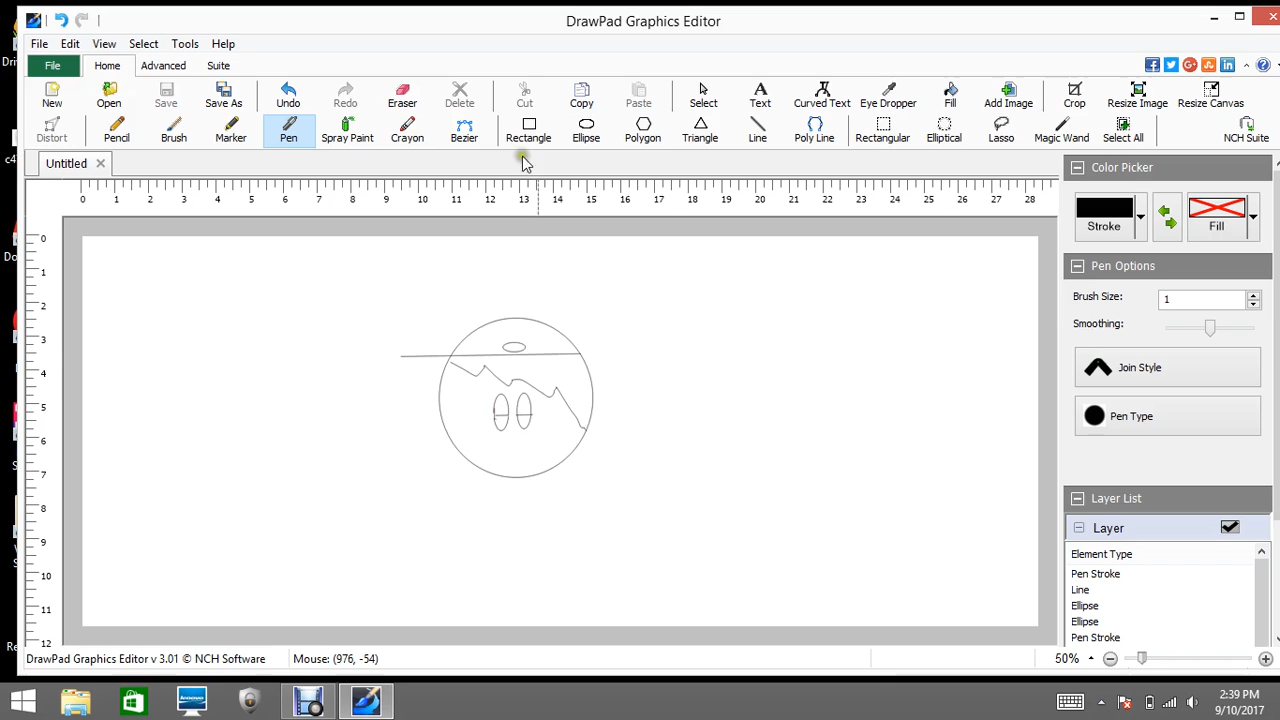 DrawPad Graphics Editor
File Edit View Select Tools Help
File Home Advanced Suite
New Open Save Save As Undo Redo Eraser Delete Cut Copy Paste Select Text Curved Text Eye Dropper Fill Add Image Crop Resize Image Resize Canvas
Distort Pencil Brush Marker Pen Spray Paint Crayon Bezier Rectangle Ellipse Polygon Triangle Line Poly Line Rectangular Elliptical Lasso Magic Wand Select All NCH Suite
Untitled
Color Picker
0 1 2 3 4 5 6 7 8 9 10 11 12 13 14 15 16 17 18 19 20 21 22 23 24 25 26 27 28
Stroke Fill
0
1
2
3
4
5
6
7
8
9
10
11
12
Pen Options
Brush Size: 1
Smoothing:
Join Style
Pen Type
Layer List
Layer
Element Type
Pen Stroke
Line
Ellipse
Ellipse
Pen Stroke
DrawPad Graphics Editor v 3.01 © NCH Software Mouse: (976, -54) 50%
2:39 PM
9/10/2017